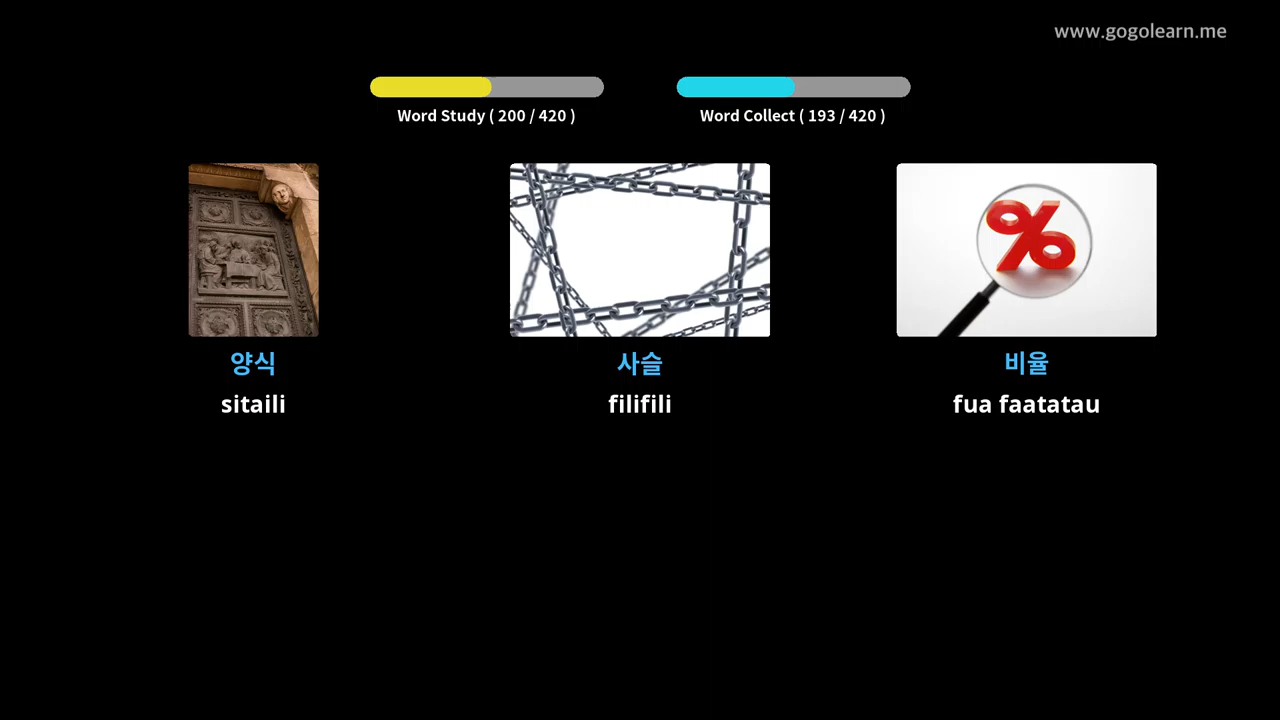 www.gogolearn.me
Word Study ( 200 / 420 )
Word Collect ( 193 / 420 )
%
양식
사슬
비율
sitaili
filifili
fua faatatau